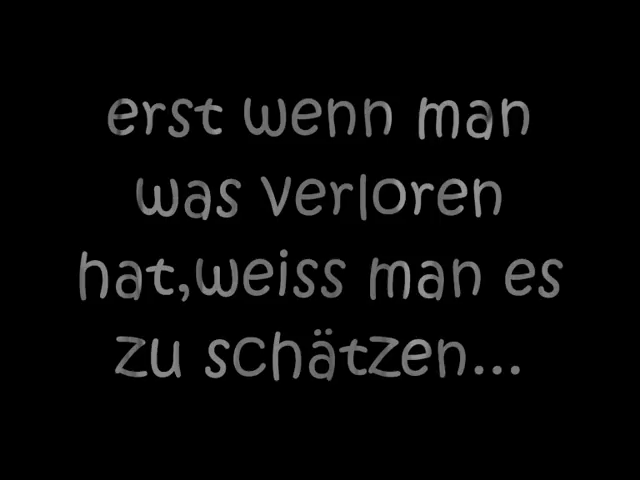 erst wenn man
was verloren
hat,weiss man es
zu schätzen...